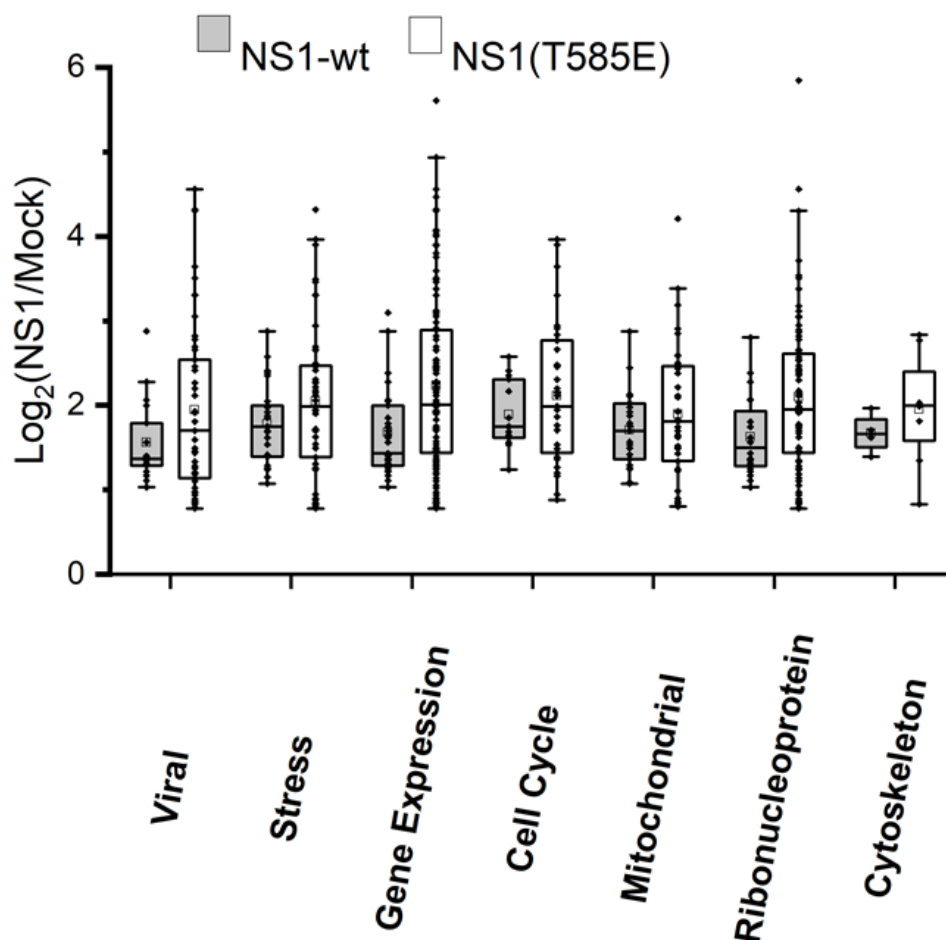 NS1-wt NS1(T585E)
6
4
2
0
Log₂(NS1/Mock)
Viral
Stress
Gene Expression
Cell Cycle
Mitochondrial
Ribonucleoprotein
Cytoskeleton